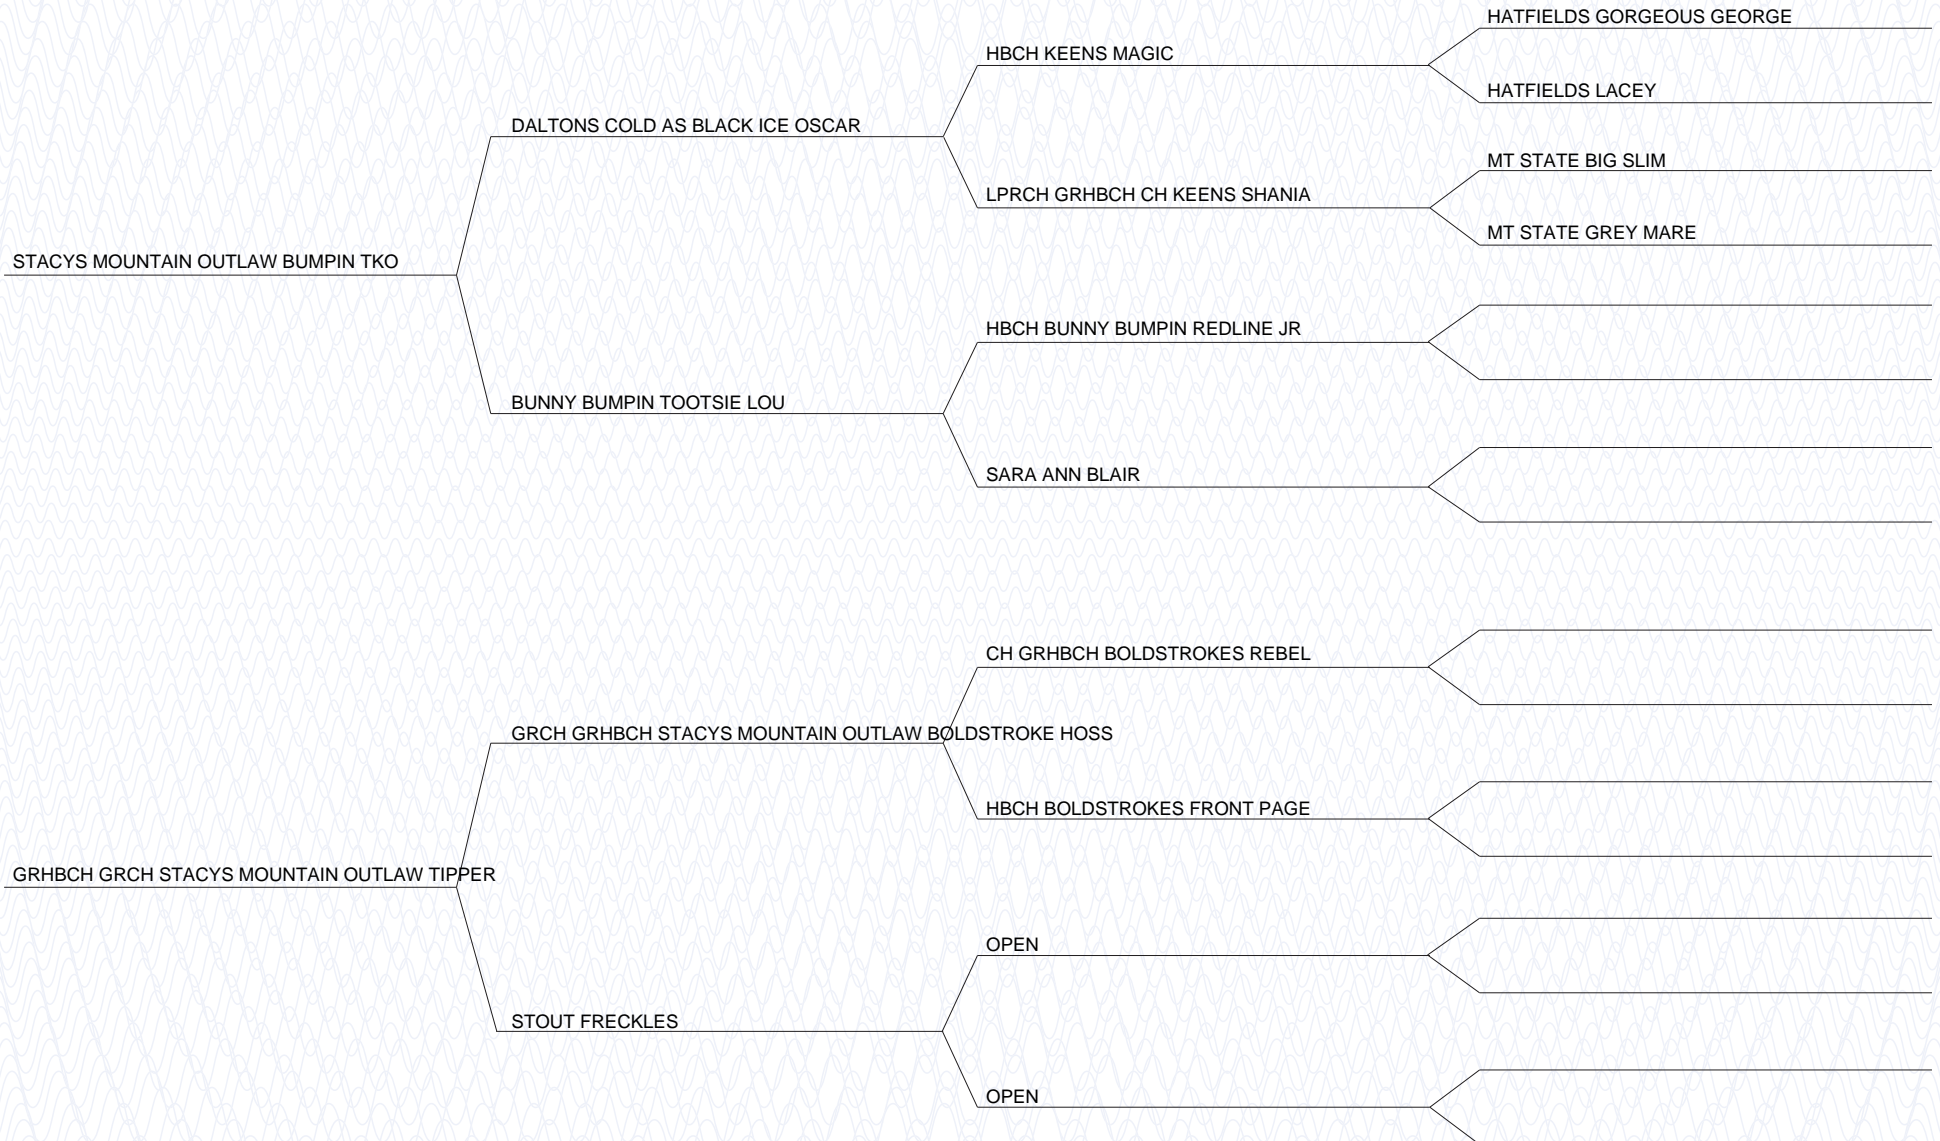 HATFIELDS GORGEOUS GEORGE
HBCH KEENS MAGIC
HATFIELDS LACEY
DALTONS COLD AS BLACK ICE OSCAR
MT STATE BIG SLIM
LPRCH GRHBCH CH KEENS SHANIA
MT STATE GREY MARE
STACYS MOUNTAIN OUTLAW BUMPIN TKO
HBCH BUNNY BUMPIN REDLINE JR
BUNNY BUMPIN TOOTSIE LOU
SARA ANN BLAIR
CH GRHBCH BOLDSTROKES REBEL
GRCH GRHBCH STACYS MOUNTAIN OUTLAW BOLDSTROKE HOSS
HBCH BOLDSTROKES FRONT PAGE
GRHBCH GRCH STACYS MOUNTAIN OUTLAW TIPPER
OPEN
STOUT FRECKLES
OPEN